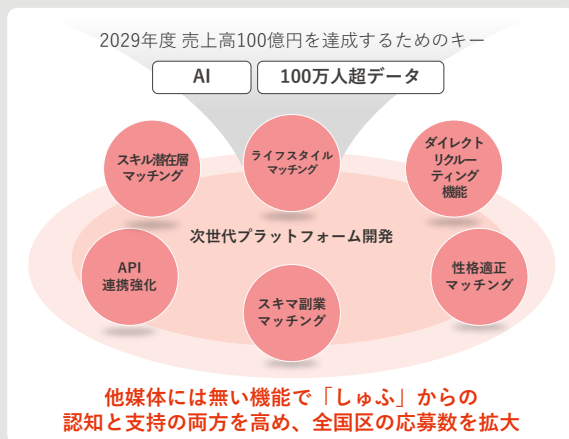 2029年度 売上高100億円を達成するためのキー
AI
100万人超データ
スキル潜在層
マッチング
ライフスタイル
マッチング
ダイレクト
リクルー
ティング
機能
次世代プラットフォーム開発
API
連携強化
スキマ副業
マッチング
性格適正
マッチング
他媒体には無い機能で「しゅふ」からの
認知と支持の両方を高め、全国区の応募数を拡大